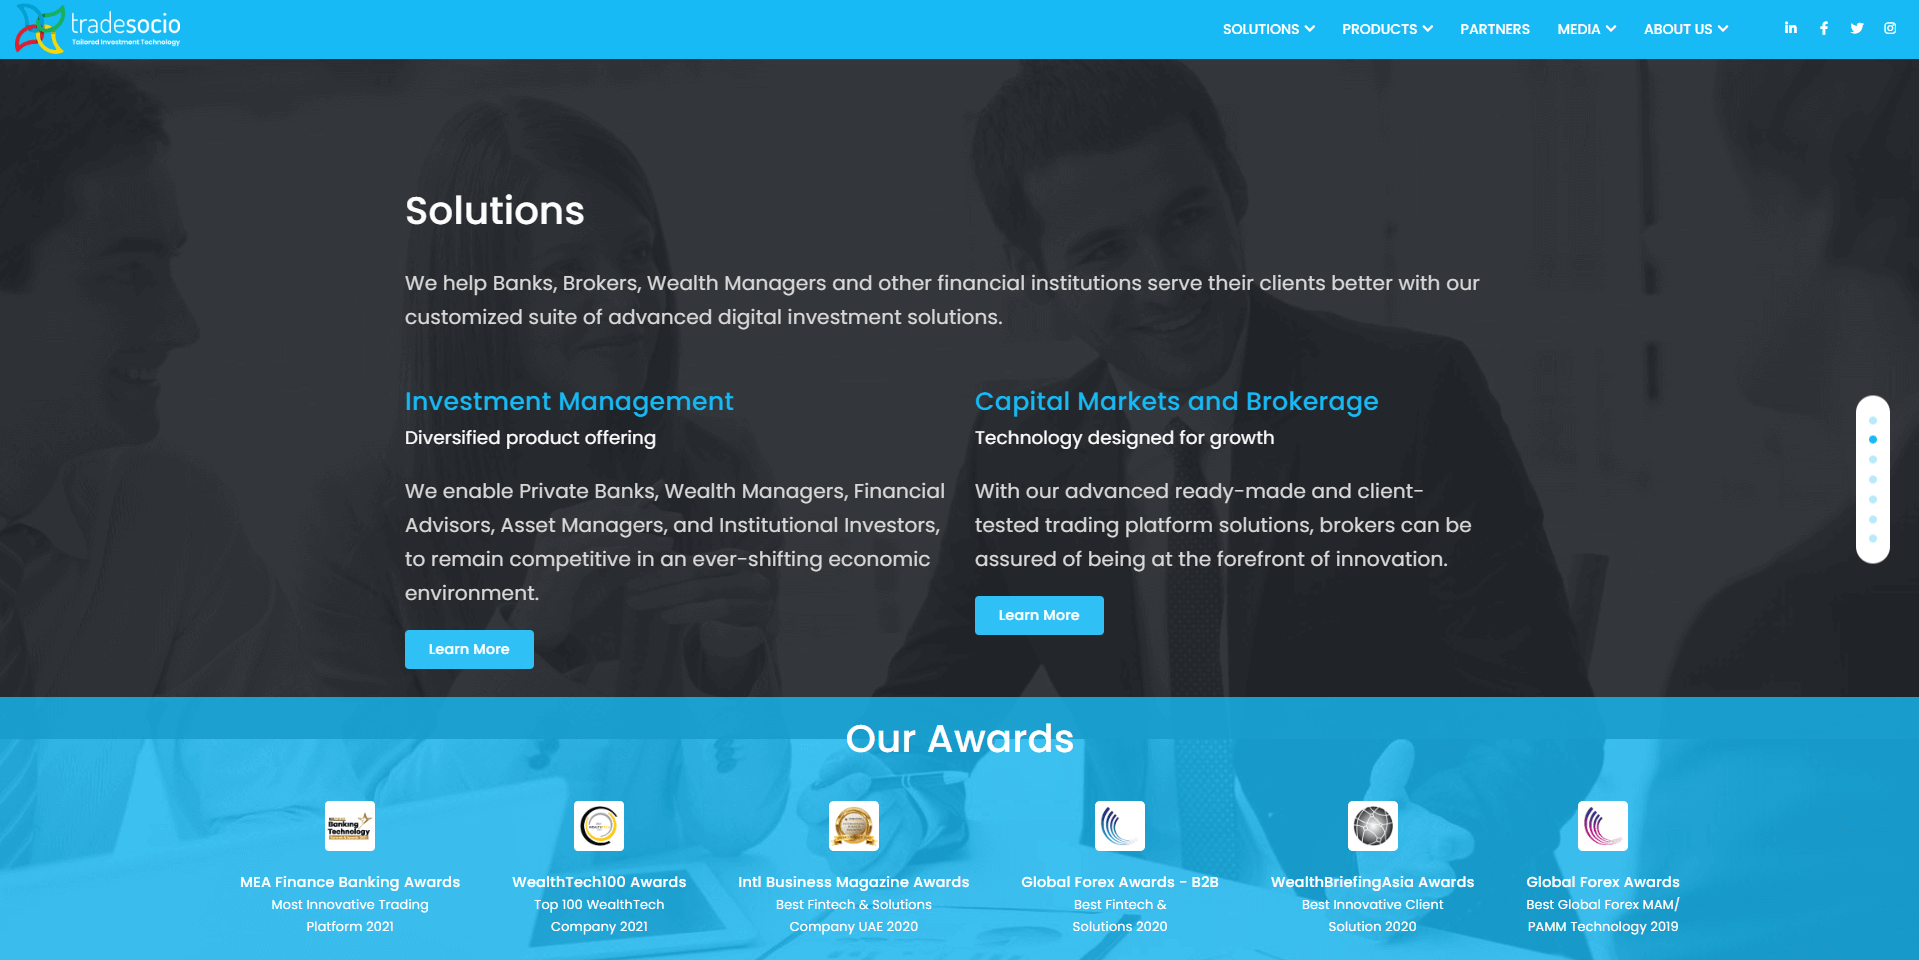 tradesocio
Tailored Investment Technology
SOLUTIONS PRODUCTS PARTNERS MEDIA ABOUT US
Solutions
We help Banks, Brokers, Wealth Managers and other financial institutions serve their clients better with our
customized suite of advanced digital investment solutions.
Investment Management
Diversified product offering
We enable Private Banks, Wealth Managers, Financial
Advisors, Asset Managers, and Institutional Investors,
to remain competitive in an ever-shifting economic
environment.
Learn More
Capital Markets and Brokerage
Technology designed for growth
With our advanced ready-made and client-
tested trading platform solutions, brokers can be
assured of being at the forefront of innovation.
Learn More
Our Awards
Banking
Technology
MEA Finance Banking Awards
Most Innovative Trading
Platform 2021
WealthTech100 Awards
Top 100 WealthTech
Company 2021
Intl Business Magazine Awards
Best Fintech & Solutions
Company UAE 2020
Global Forex Awards - B2B
Best Fintech &
Solutions 2020
WealthBriefingAsia Awards
Best Innovative Client
Solution 2020
Global Forex Awards
Best Global Forex MAM/
PAMM Technology 2019